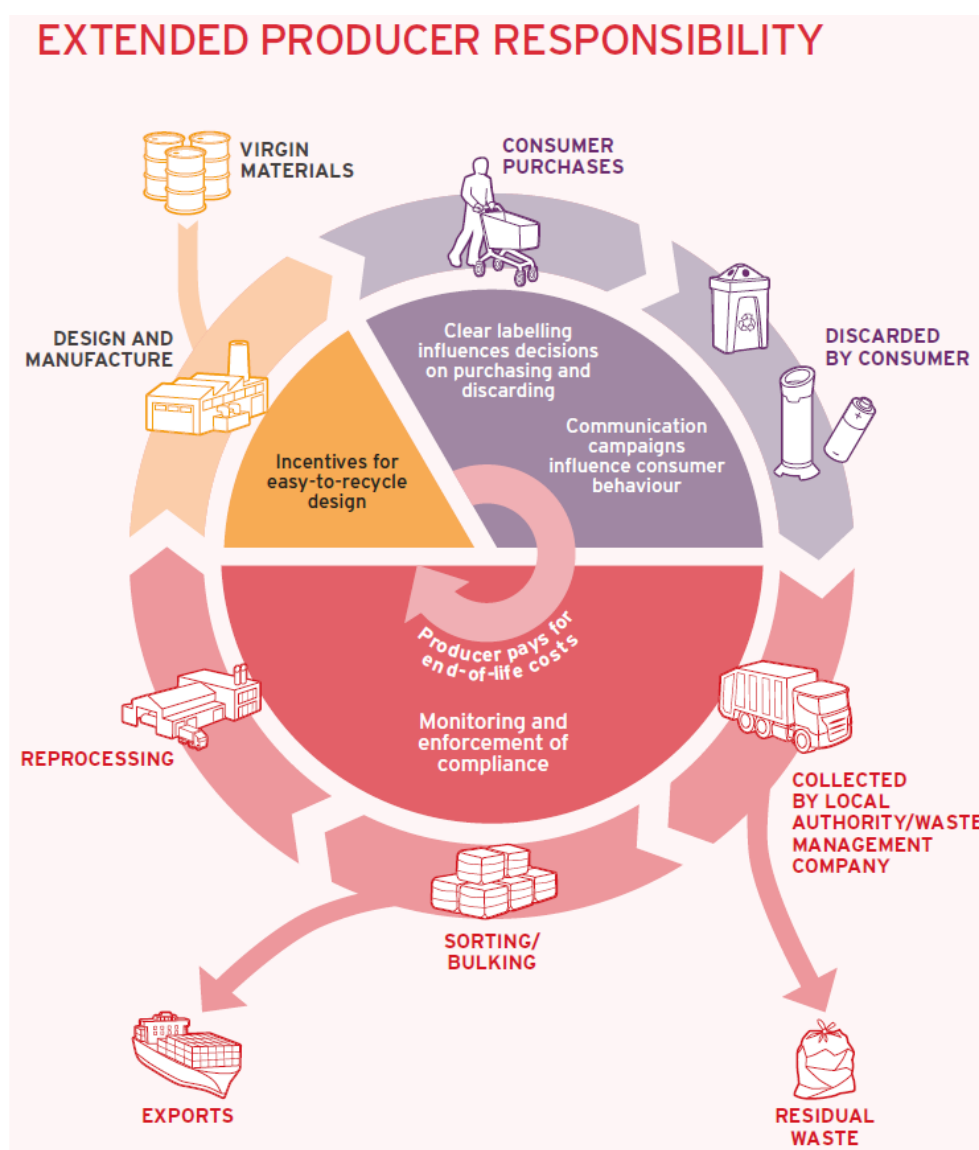 EXTENDED PRODUCER RESPONSIBILITY
VIRGIN
MATERIALS
CONSUMER
PURCHASES
DESIGN AND
MANUFACTURE
DISCARDED
BY CONSUMER
Clear labelling
influences decisions
on purchasing and
discarding
Communication
campaigns
influence consumer
behaviour
Incentives for
easy-to-recycle
design
Producer pays for
end-of-life costs
Monitoring and
enforcement of
compliance
REPROCESSING
COLLECTED
BY LOCAL
AUTHORITY/WASTE
MANAGEMENT
COMPANY
SORTING/
BULKING
EXPORTS
RESIDUAL
WASTE